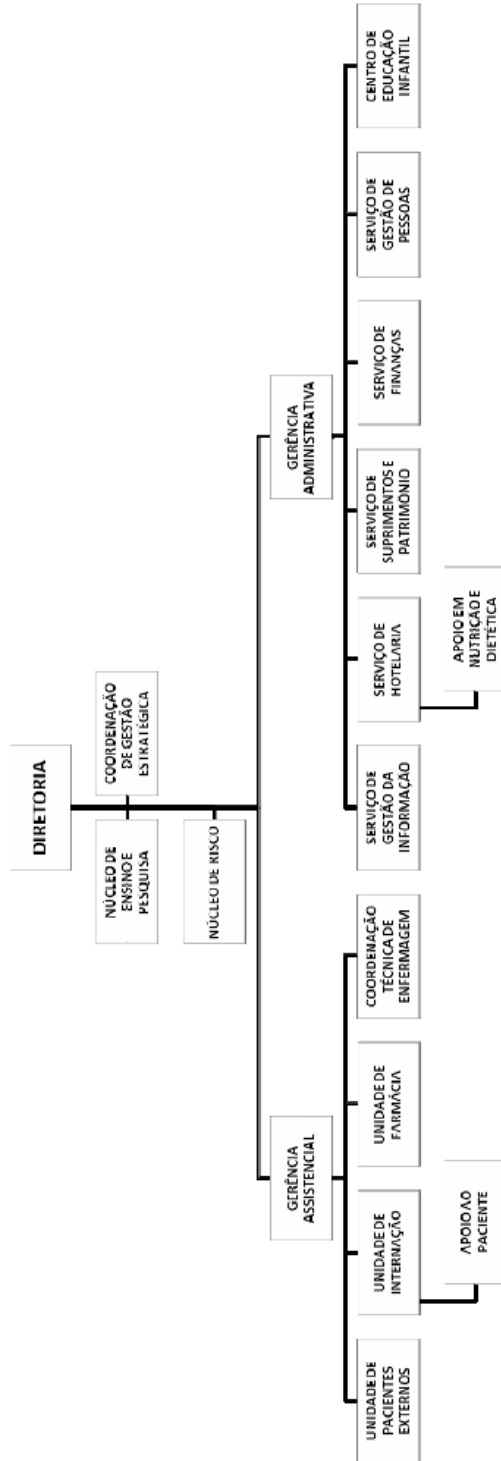 DIRETORIA
NÚCLEO DE
ENSINO E
PESQUISA
COORDENAÇÃO
DE GESTÃO
ESTRATÉGICA
NÚCLEO DE RISCO
GERÊNCIA
ASSISTENCIAL
GERÊNCIA
ADMINISTRATIVA
UNIDADE DE
PACIENTES
EXTERNOS
UNIDADE DE
INTERNAÇÃO
UNIDADE DE
FARMÁCIA
COORDENAÇÃO
TÉCNICA DE
ENFERMAGEM
SERVIÇO DE
GESTÃO DA
INFORMAÇÃO
SERVIÇO DE
HOTELARIA
SERVIÇO DE
SUPRIMENTOS E
PATRIMÔNIO
SERVIÇO DE
FINANÇAS
SERVIÇO DE
GESTÃO DE
PESSOAS
CENTRO DE
EDUCAÇÃO
INFANTIL
APOIO AO
PACIENTE
APOIO EM
NUTRIÇÃO E
DIETÉTICA